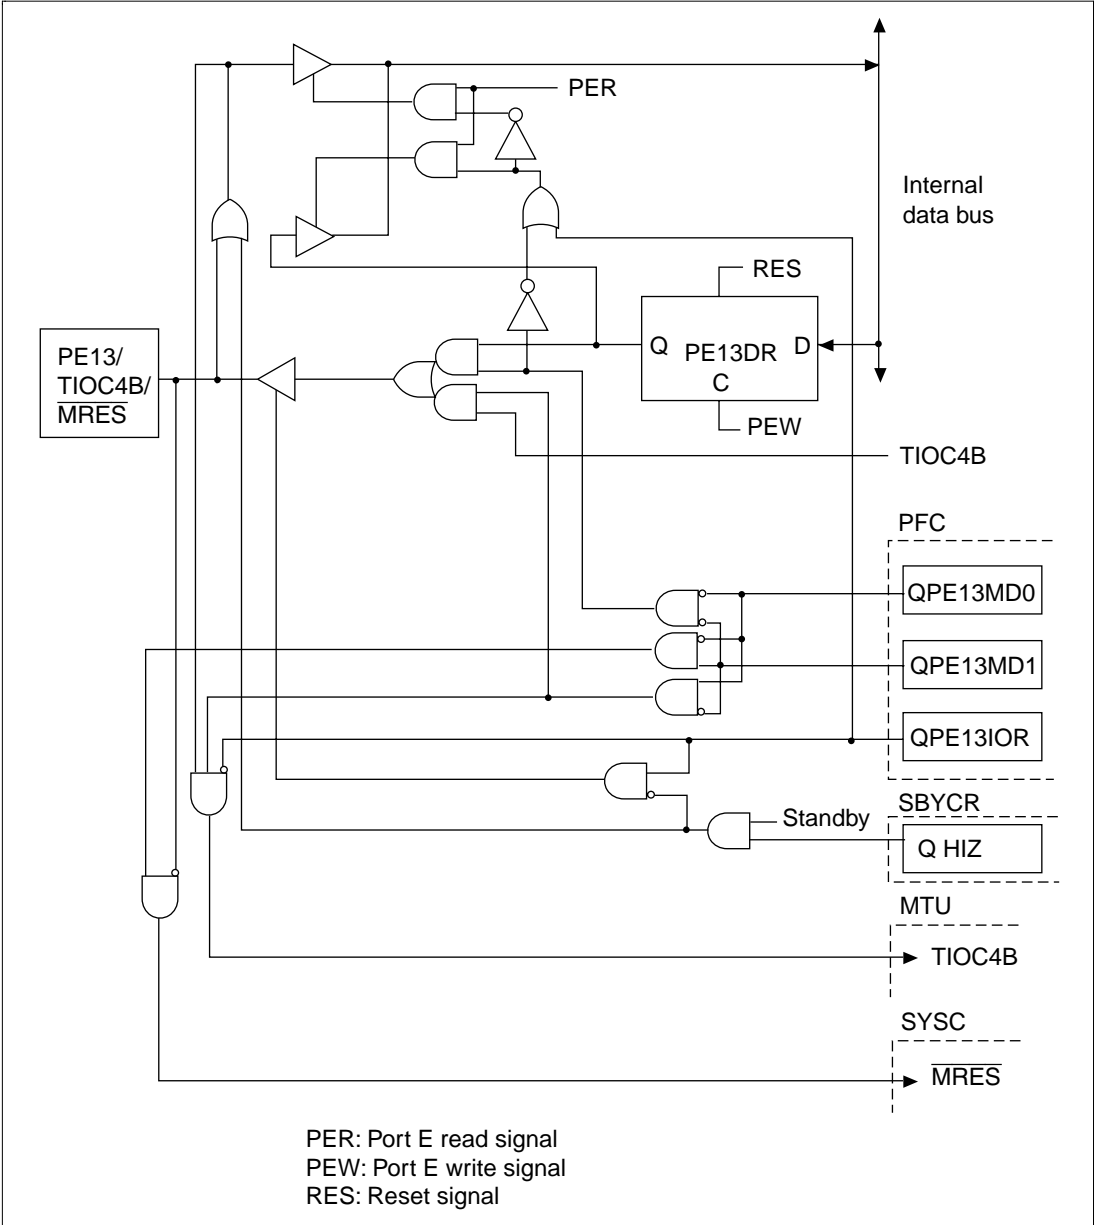 PER
Internal
data bus
RES
Q PE13DR D
C
PEW
PE13/
TIOC4B/
MRES
TIOC4B
PFC
QPE13MD0
QPE13MD1
QPE13IOR
SBYCR
Standby
Q HIZ
MTU
TIOC4B
SYSC
MRES
PER: Port E read signal
PEW: Port E write signal
RES: Reset signal